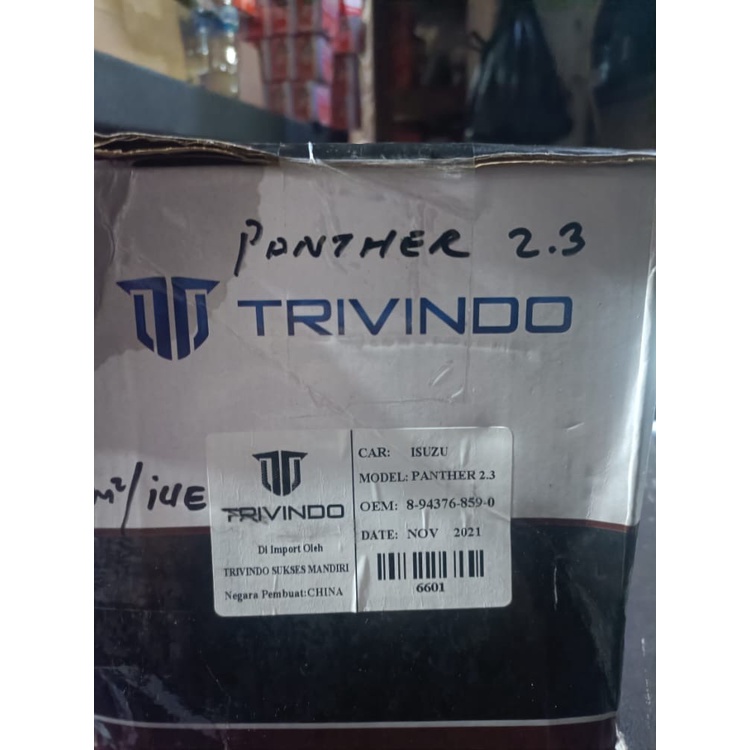 PANTHER 2.3
TRIVINDO
TRIVINDO
Di Import Oleh
TRIVINDO SUKSES MANDIRI
Negara Pembuat:CHINA
CAR: ISUZU
MODEL: PANTHER 2.3
OEM: 8-94376-859-0
DATE: NOV 2021
6601